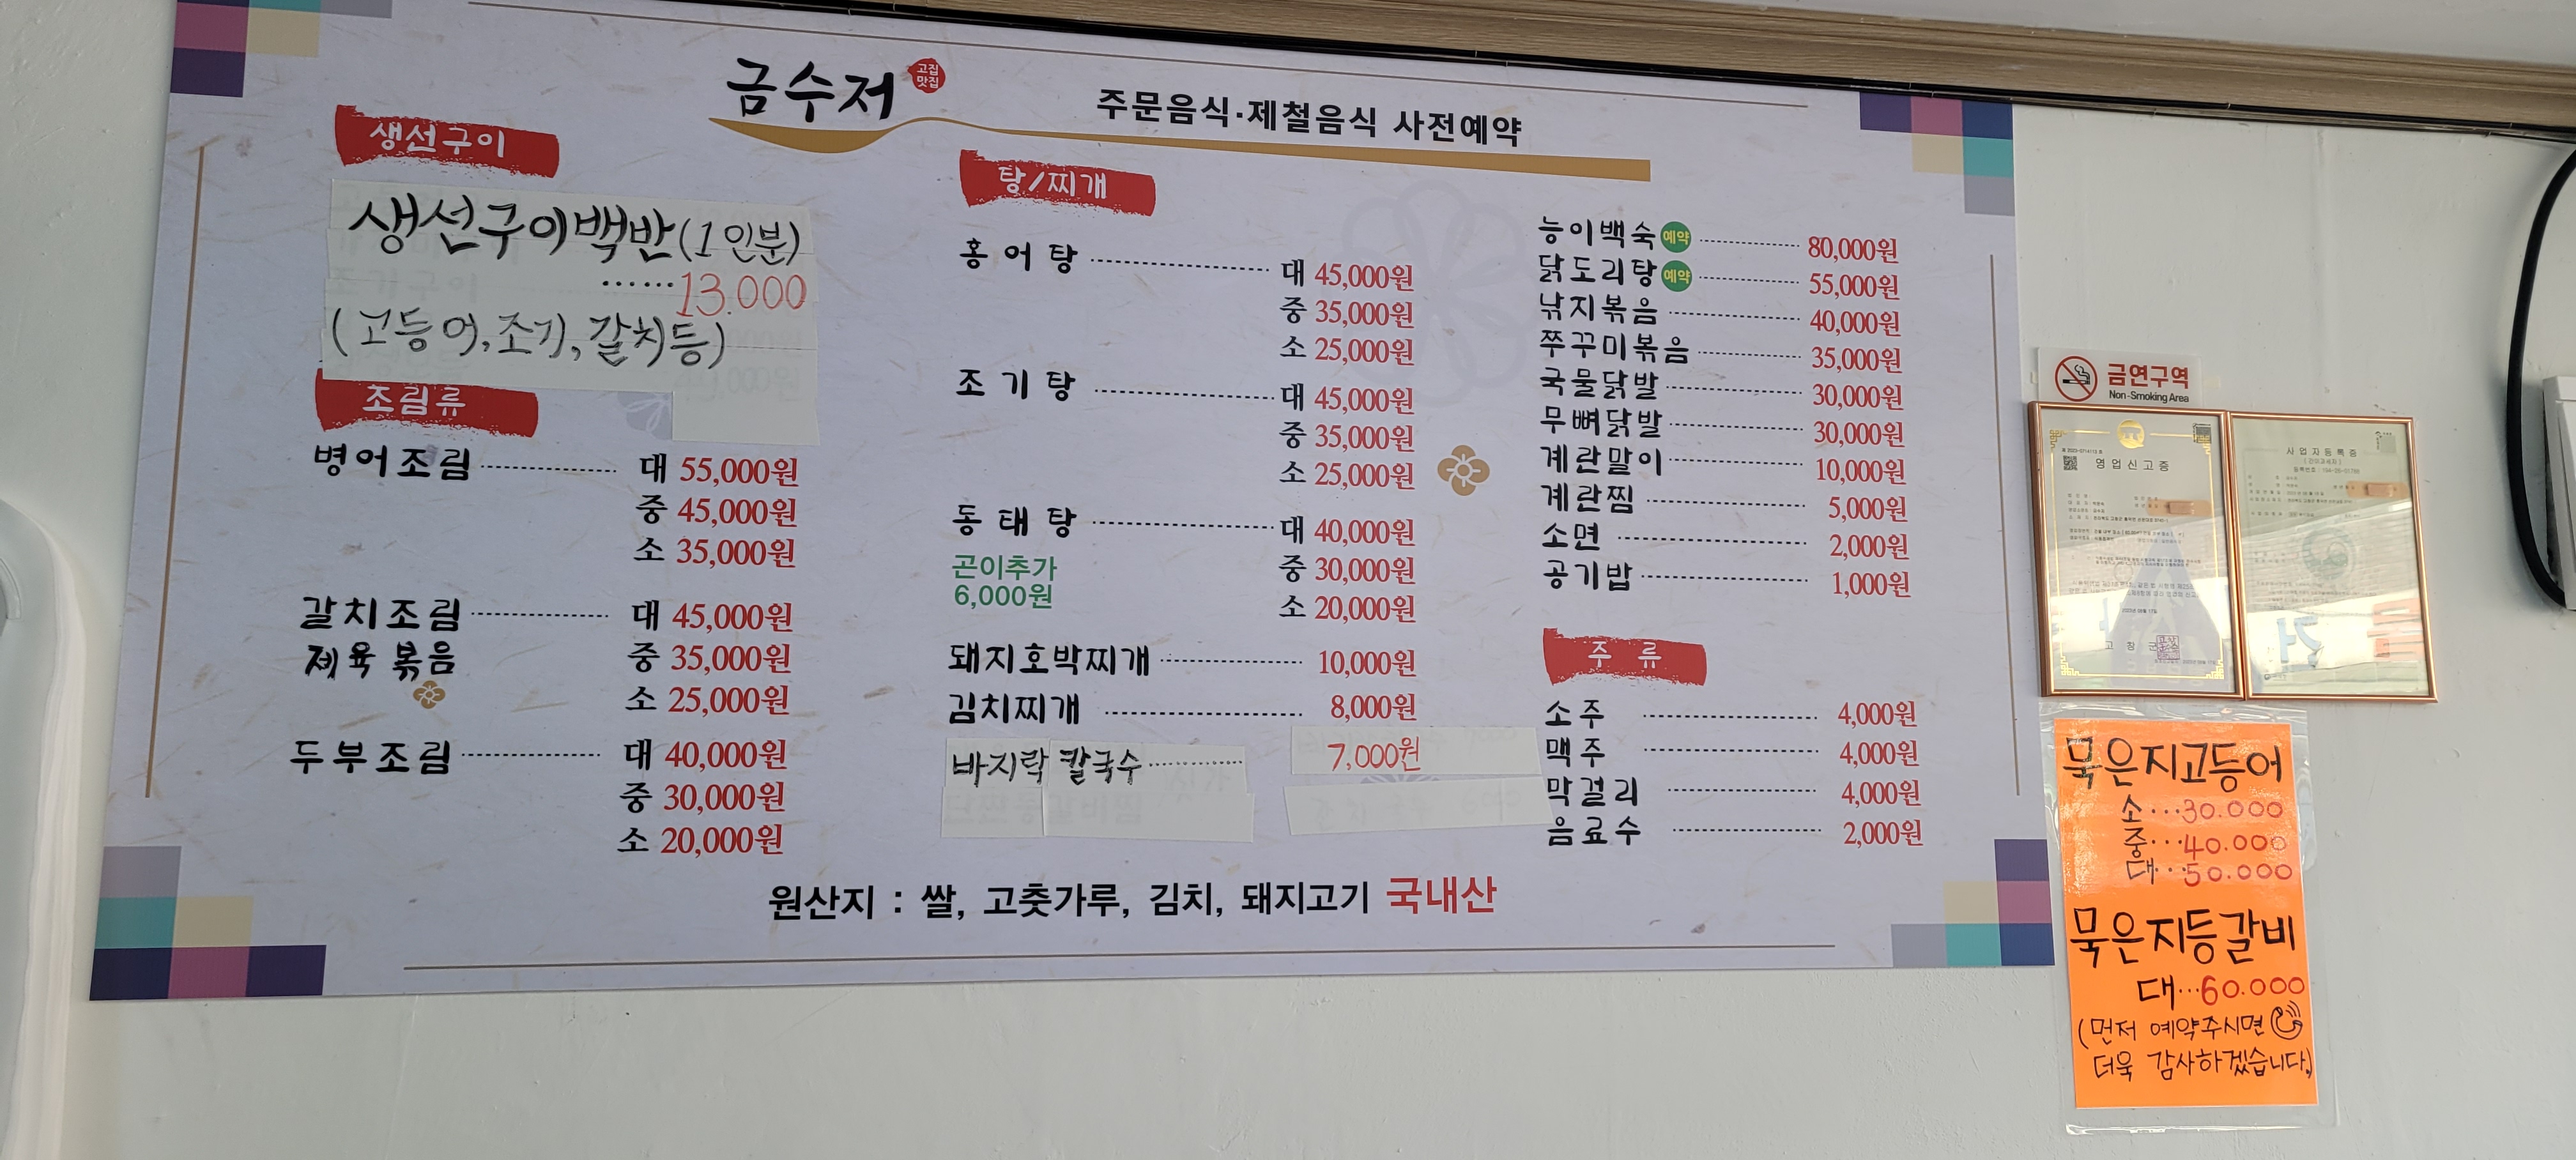 금수저 고집맛집
주문음식·제철음식 사전예약
생선구이
생선구이백반(1인분)
······13.000
(고등어,조기,갈치등)
조림류
병어조림 대 55,000원
중 45,000원
소 35,000원
갈치조림 대 45,000원
제육볶음 중 35,000원
소 25,000원
두부조림 대 40,000원
중 30,000원
소 20,000원
탕/찌개
홍어탕 대 45,000원
중 35,000원
소 25,000원
조기탕 대 45,000원
중 35,000원
소 25,000원
동태탕 대 40,000원
곤이추가 중 30,000원
6,000원 소 20,000원
돼지호박찌개 10,000원
김치찌개 8,000원
바지락 칼국수 7,000원
능이백숙 예약 80,000원
닭도리탕 예약 55,000원
낚지볶음 40,000원
쭈꾸미볶음 35,000원
국물닭발 30,000원
무뼈닭발 30,000원
계란말이 10,000원
계란찜 5,000원
소면 2,000원
공기밥 1,000원
주류
소주 4,000원
맥주 4,000원
막걸리 4,000원
음료수 2,000원
원산지 : 쌀, 고춧가루, 김치, 돼지고기 국내산
금연구역
Non-Smoking Area
영업신고증
사업자등록증
묵은지고등어
소···30.000
중···40.000
대···50.000
묵은지등갈비
대···60.000
(먼저 예약주시면
더욱 감사하겠습니다.)